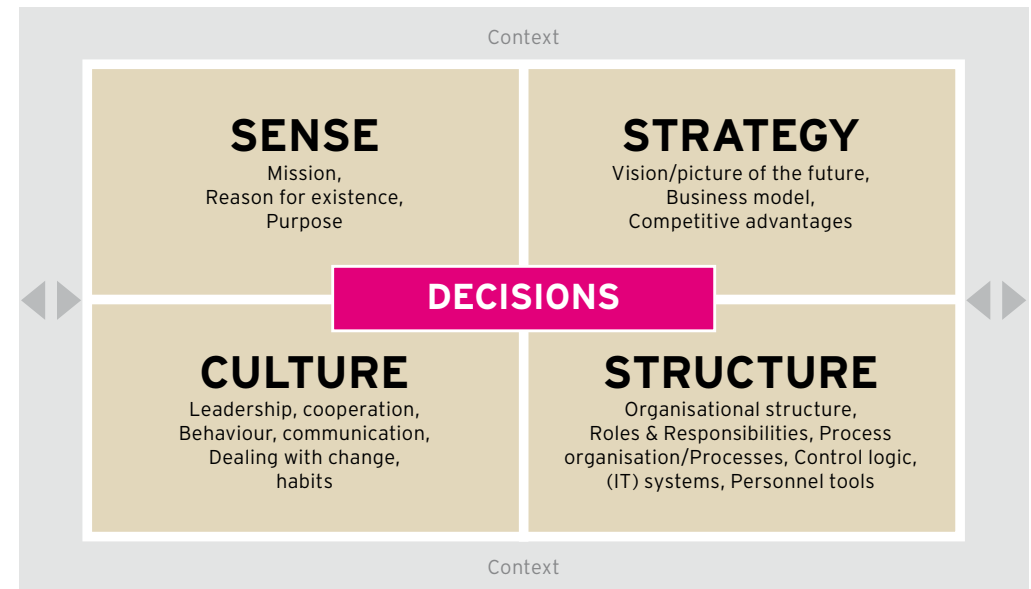 Context
SENSE
Mission,
Reason for existence,
Purpose
STRATEGY
Vision/picture of the future,
Business model,
Competitive advantages
DECISIONS
CULTURE
Leadership, cooperation,
Behaviour, communication,
Dealing with change,
habits
STRUCTURE
Organisational structure,
Roles & Responsibilities, Process
organisation/Processes, Control logic,
(IT) systems, Personnel tools
Context